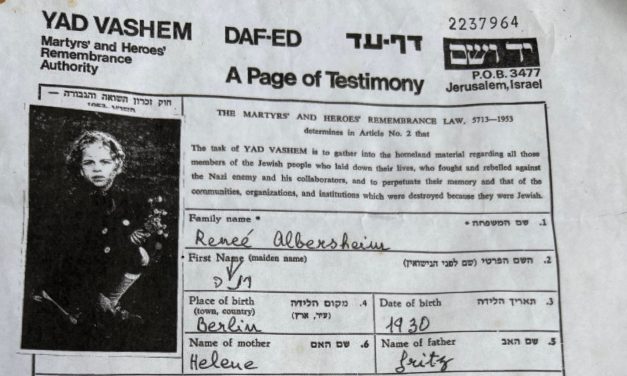 2237964
YAD VASHEM
Martyrs' and Heroes'
Remembrance
Authority
DAF-ED דף-עד
יד ושם
A Page of Testimony
P.O.B. 3477
Jerusalem, Israel
חוק זכרון השואה והגבורה —
THE MARTYRS' AND HEROES' REMEMBRANCE LAW, 5713—1953
determines in Article No. 2 that
The task of YAD VASHEM is to gather into the homeland material regarding all those
members of the Jewish people who laid down their lives, who fought and rebelled against
the Nazi enemy and his collaborators, and to perpetuate their memory and that of the
communities, organizations, and institutions which were destroyed because they were Jewish.
Family name * 1. שם המשפחה *
Reneé Albersheim
First Name (maiden name) 2. השם הפרטי (שם לפני הנישואין)
Place of birth 4. מקום הלידה
(town, country) (עיר, ארץ)
Berlin
Date of birth 3. תאריך הלידה
1930
Name of mother 6. שם האם
Helene
Name of father 5. שם האב
Fritz